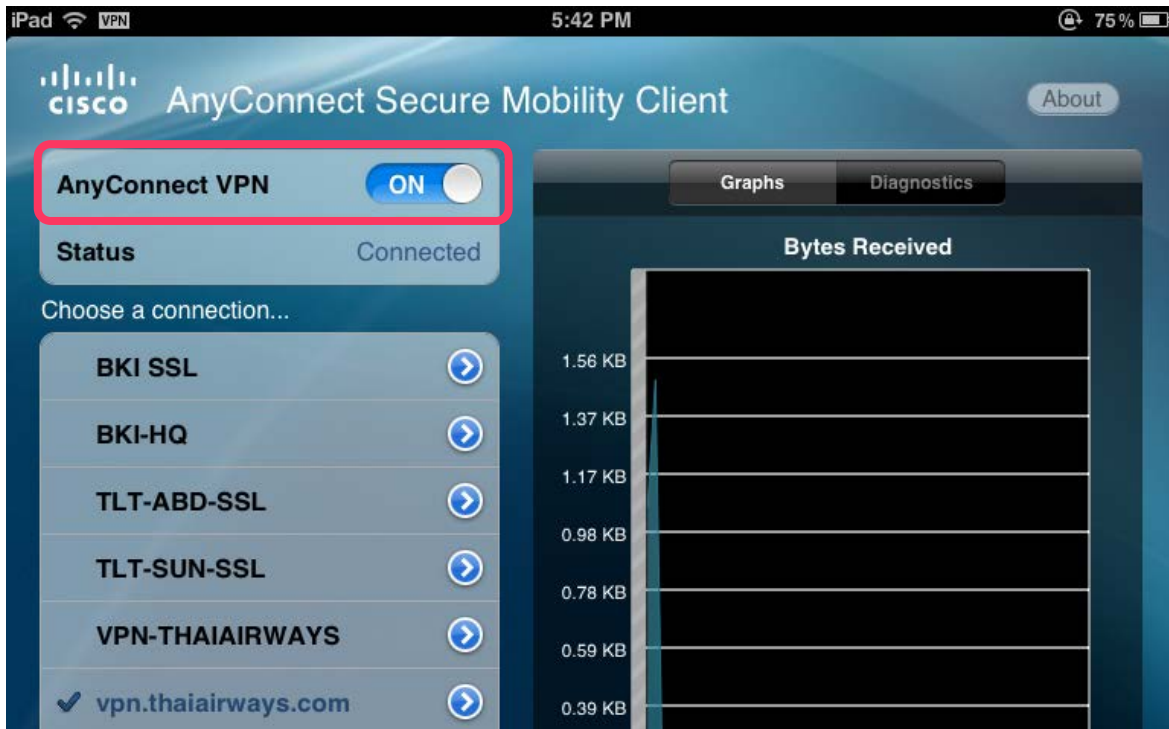 iPad VPN 5:42 PM 75%
CISCO AnyConnect Secure Mobility Client About
AnyConnect VPN ON
Status Connected
Choose a connection...
BKI SSL
BKI-HQ
TLT-ABD-SSL
TLT-SUN-SSL
VPN-THAIAIRWAYS
vpn.thaiairways.com
Graphs Diagnostics
Bytes Received
1.56 KB
1.37 KB
1.17 KB
0.98 KB
0.78 KB
0.59 KB
0.39 KB